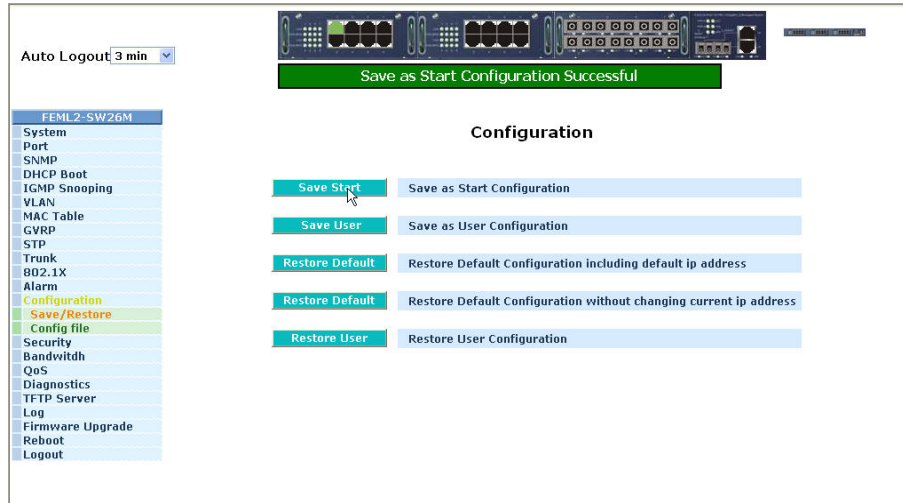 Auto Logout 3 min
Save as Start Configuration Successful
FEML2-SW26M
System
Port
SNMP
DHCP Boot
IGMP Snooping
VLAN
MAC Table
GVRP
STP
Trunk
802.1X
Alarm
Configuration
Save/Restore
Config file
Security
Bandwitdh
QoS
Diagnostics
TFTP Server
Log
Firmware Upgrade
Reboot
Logout
Configuration
Save Start Save as Start Configuration
Save User Save as User Configuration
Restore Default Restore Default Configuration including default ip address
Restore Default Restore Default Configuration without changing current ip address
Restore User Restore User Configuration